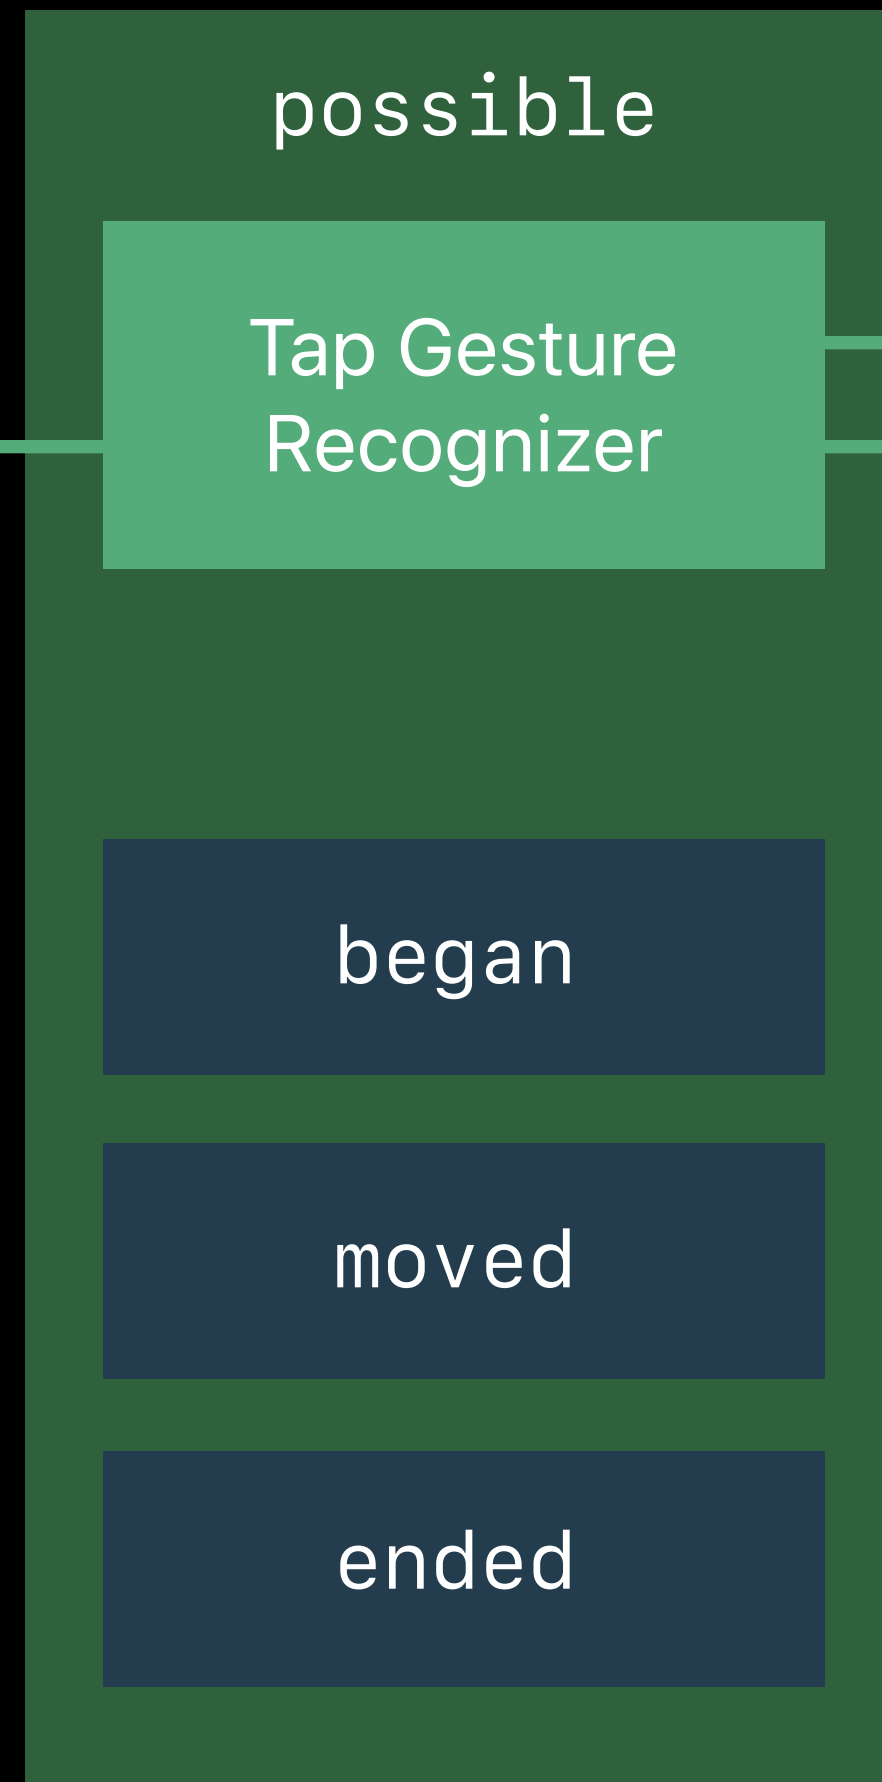 possible
Tap Gesture
Recognizer
began
moved
ended